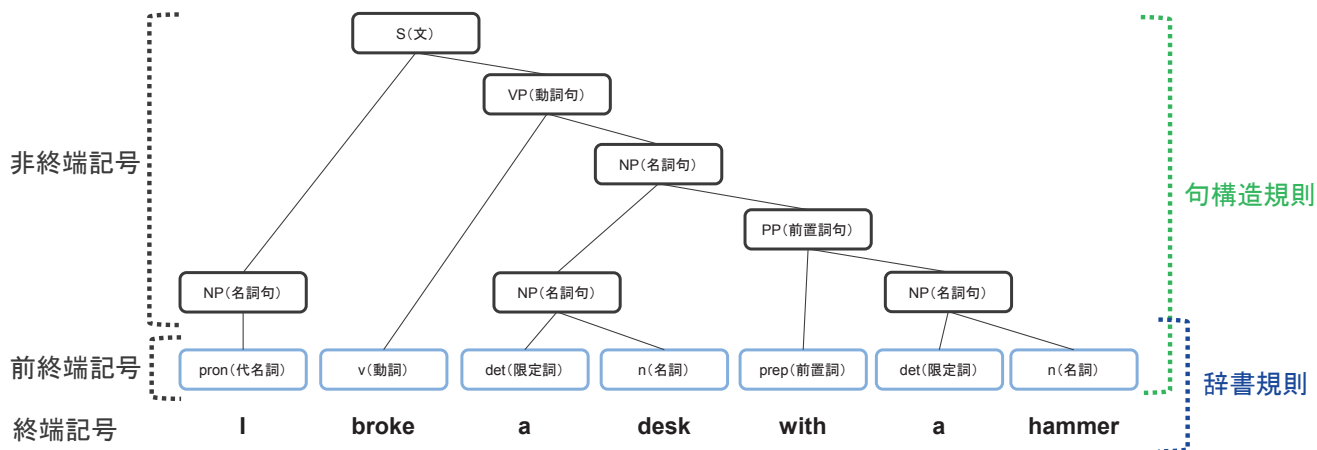 S(文)
VP(動詞句)
非終端記号
NP(名詞句)
句構造規則
PP(前置詞句)
NP(名詞句) NP(名詞句) NP(名詞句)
前終端記号 pron(代名詞) v(動詞) det(限定詞) n(名詞) prep(前置詞) det(限定詞) n(名詞)
辞書規則
終端記号 I broke a desk with a hammer